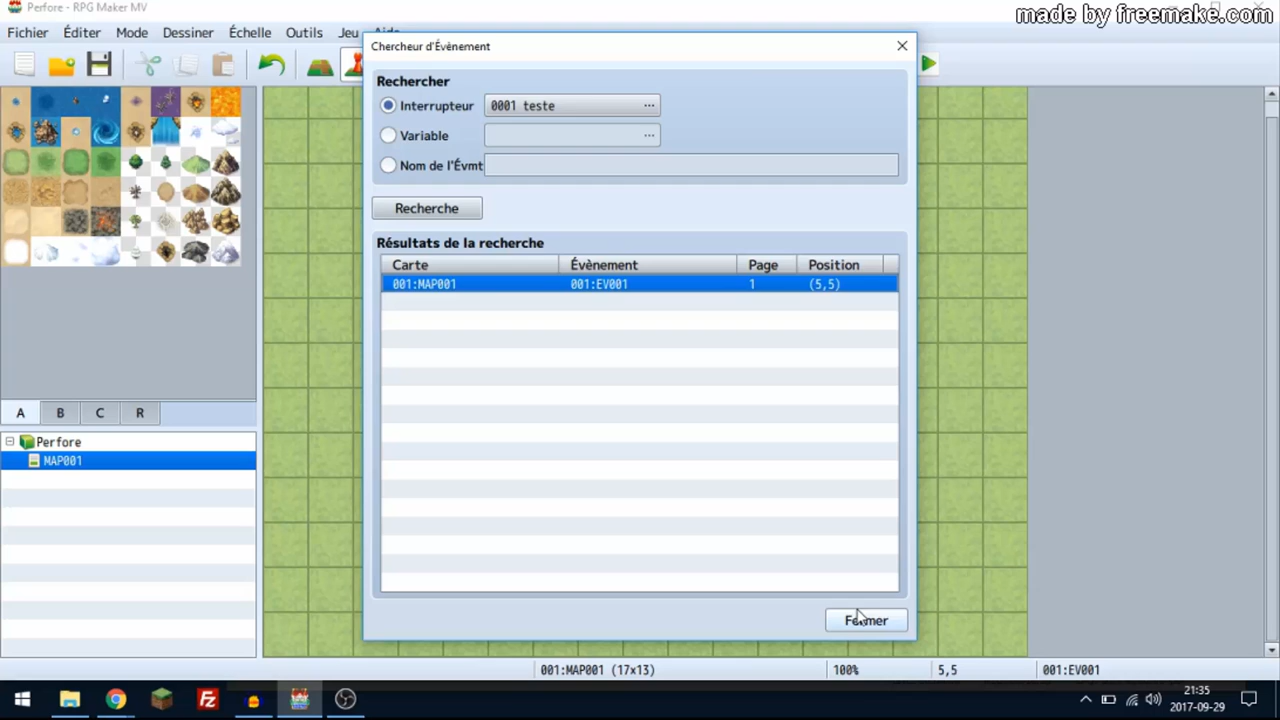 Perfore - RPG Maker MV
made by freemake.com
Fichier Éditer Mode Dessiner Échelle Outils Jeu Aide
Chercheur d'Évènement
Rechercher
Interrupteur 0001 teste ...
Variable ...
Nom de l'Évmt
Recherche
Résultats de la recherche
Carte Évènement Page Position
001:MAP001 001:EV001 1 (5,5)
A B C R
Perfore
MAP001
Fermer
001:MAP001 (17x13) 100% 5,5 001:EV001
21:35
2017-09-29